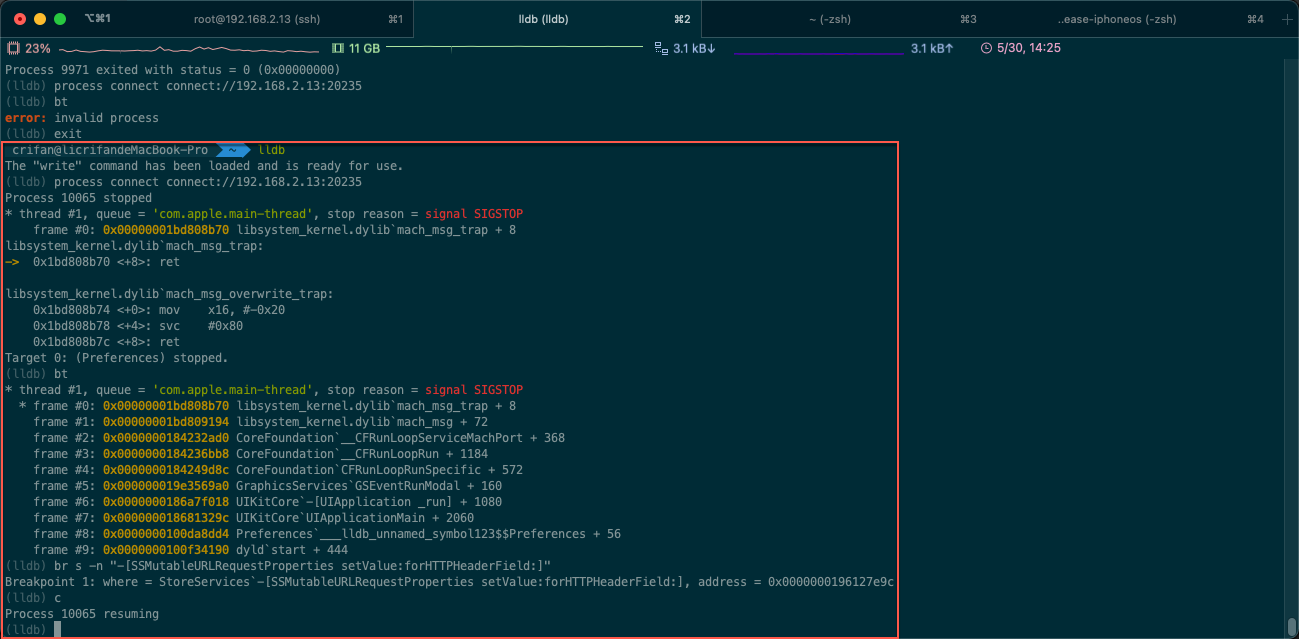 ⌥⌘1 root@192.168.2.13 (ssh) ⌘1 lldb (lldb) ⌘2 ~ (-zsh) ⌘3 ..ease-iphoneos (-zsh) ⌘4 +
23% 11 GB 3.1 kB↓ 3.1 kB↑ 5/30, 14:25
Process 9971 exited with status = 0 (0x00000000)
(lldb) process connect connect://192.168.2.13:20235
(lldb) bt
error: invalid process
(lldb) exit
crifan@licrifandeMacBook-Pro ~ lldb
The "write" command has been loaded and is ready for use.
(lldb) process connect connect://192.168.2.13:20235
Process 10065 stopped
* thread #1, queue = 'com.apple.main-thread', stop reason = signal SIGSTOP
    frame #0: 0x00000001bd808b70 libsystem_kernel.dylib`mach_msg_trap + 8
libsystem_kernel.dylib`mach_msg_trap:
->  0x1bd808b70 <+8>: ret
libsystem_kernel.dylib`mach_msg_overwrite_trap:
    0x1bd808b74 <+0>: mov    x16, #-0x20
    0x1bd808b78 <+4>: svc    #0x80
    0x1bd808b7c <+8>: ret
Target 0: (Preferences) stopped.
(lldb) bt
* thread #1, queue = 'com.apple.main-thread', stop reason = signal SIGSTOP
  * frame #0: 0x00000001bd808b70 libsystem_kernel.dylib`mach_msg_trap + 8
    frame #1: 0x00000001bd809194 libsystem_kernel.dylib`mach_msg + 72
    frame #2: 0x0000000184232ad0 CoreFoundation`__CFRunLoopServiceMachPort + 368
    frame #3: 0x0000000184236bb8 CoreFoundation`__CFRunLoopRun + 1184
    frame #4: 0x0000000184249d8c CoreFoundation`CFRunLoopRunSpecific + 572
    frame #5: 0x000000019e3569a0 GraphicsServices`GSEventRunModal + 160
    frame #6: 0x0000000186a7f018 UIKitCore`-[UIApplication _run] + 1080
    frame #7: 0x000000018681329c UIKitCore`UIApplicationMain + 2060
    frame #8: 0x0000000100da8dd4 Preferences`___lldb_unnamed_symbol123$$Preferences + 56
    frame #9: 0x0000000100f34190 dyld`start + 444
(lldb) br s -n "-[SSMutableURLRequestProperties setValue:forHTTPHeaderField:]"
Breakpoint 1: where = StoreServices`-[SSMutableURLRequestProperties setValue:forHTTPHeaderField:], address = 0x0000000196127e9c
(lldb) c
Process 10065 resuming
(lldb)